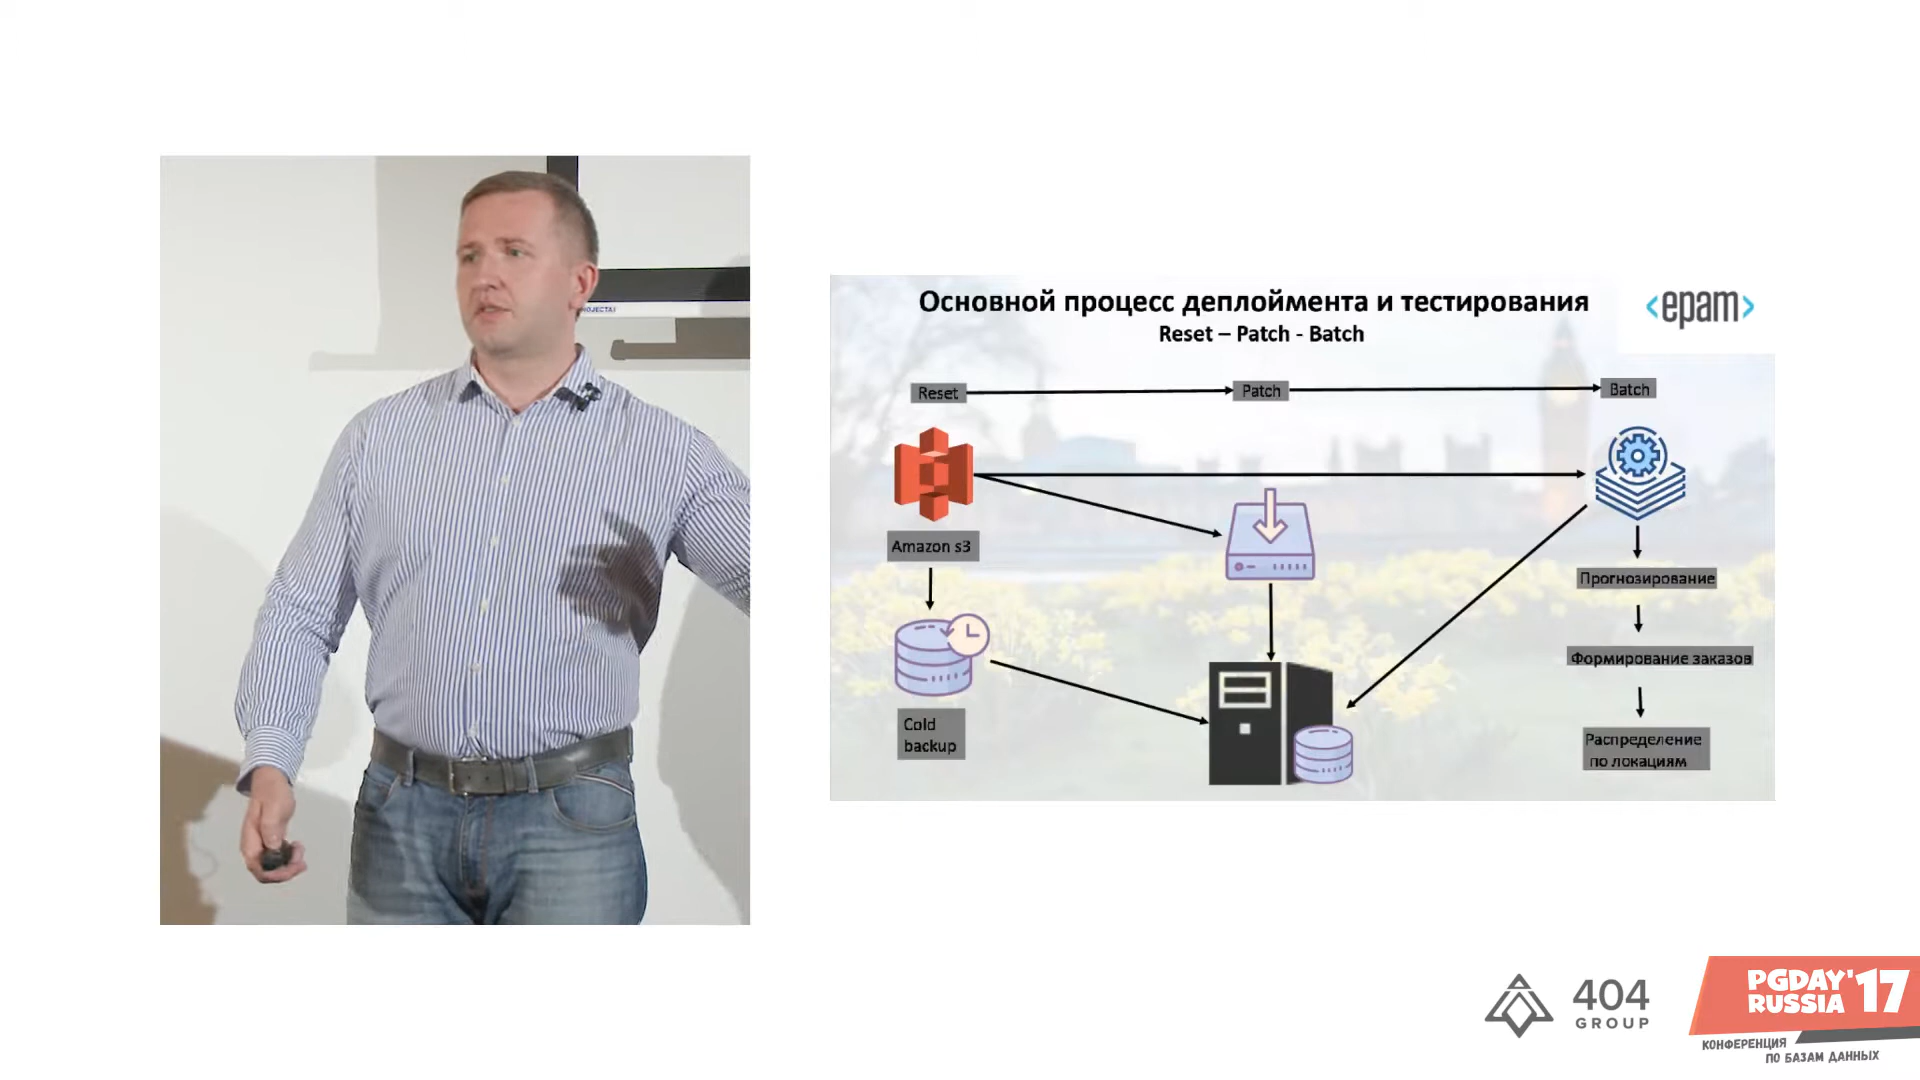 Основной процесс деплоймента и тестирования
Reset – Patch - Batch
<epam>
Reset
Patch
Batch
Amazon s3
Cold
backup
Прогнозирование
Формирование заказов
Распределение
по локациям
404
GROUP
PGDAY'17
RUSSIA
КОНФЕРЕНЦИЯ
ПО БАЗАМ ДАННЫХ